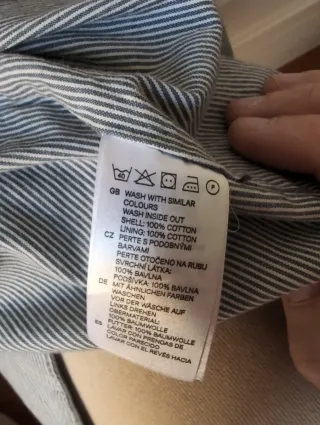 40
P
GB WASH WITH SIMILAR
COLOURS
WASH INSIDE OUT
SHELL: 100% COTTON
LINING: 100% COTTON
CZ PERTE S PODOBNÝMI
BARVAMI
PERTE OTOČENO NA RUBU
SVRCHNÍ LÁTKA:
100% BAVLNA
PODŠÍVKA: 100% BAVLNA
DE MIT ÄHNLICHEN FARBEN
WASCHEN
VOR DER WÄSCHE AUF
LINKS DREHEN
OBERMATERIAL:
100% BAUMWOLLE
FUTTER: 100% BAUMWOLLE
ES LAVAR CON PRENDAS DE
COLOR PARECIDO
LAVAR CON EL REVÉS HACIA